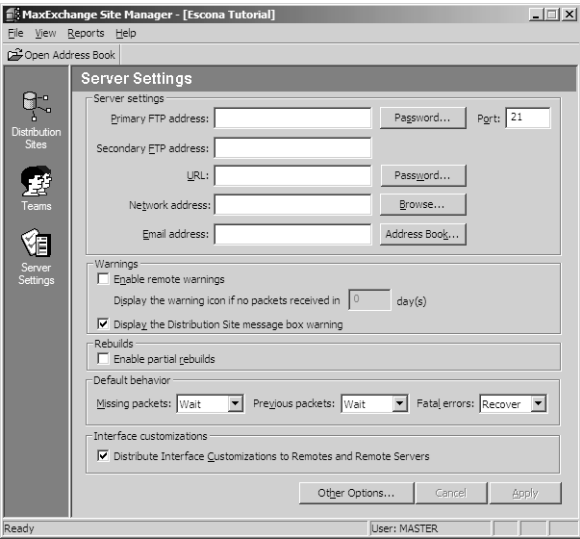 MaxExchange Site Manager - [Escona Tutorial]
File View Reports Help
Open Address Book
Server Settings
Distribution Sites
Teams
Server Settings
Server settings
Primary FTP address: Password... Port: 21
Secondary FTP address:
URL: Password...
Network address: Browse...
Email address: Address Book...
Warnings
Enable remote warnings
Display the warning icon if no packets received in 0 day(s)
Display the Distribution Site message box warning
Rebuilds
Enable partial rebuilds
Default behavior
Missing packets: Wait Previous packets: Wait Fatal errors: Recover
Interface customizations
Distribute Interface Customizations to Remotes and Remote Servers
Other Options... Cancel Apply
Ready User: MASTER